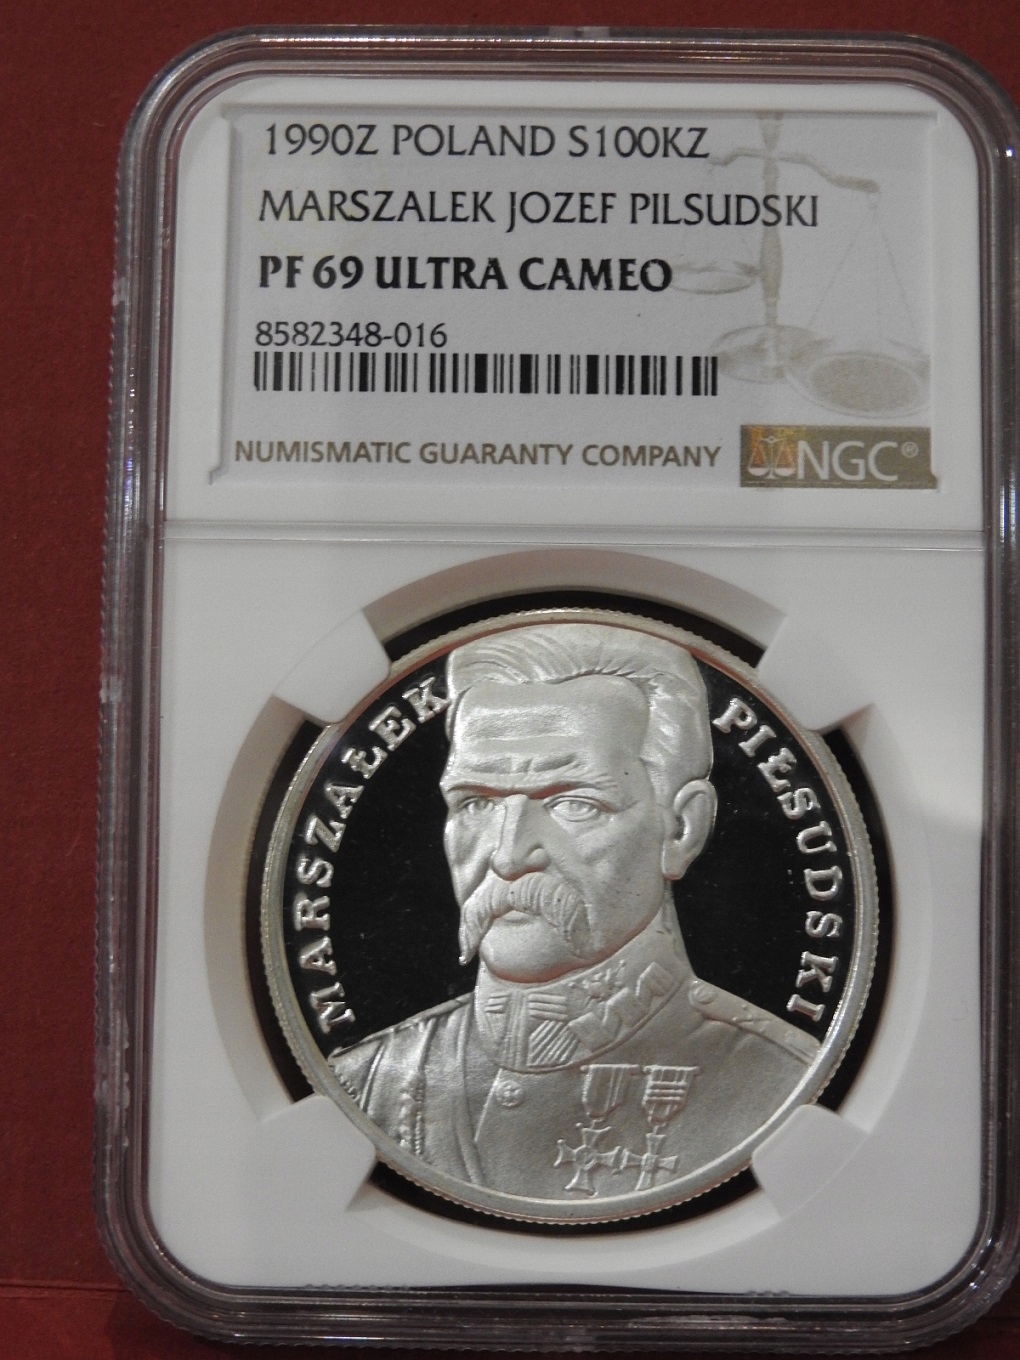 1990Z POLAND S100KZ
MARSZALEK JOZEF PILSUDSKI
PF 69 ULTRA CAMEO
8582348-016
NUMISMATIC GUARANTY COMPANY
NGC®
MARSZAŁEK PIŁSUDSKI